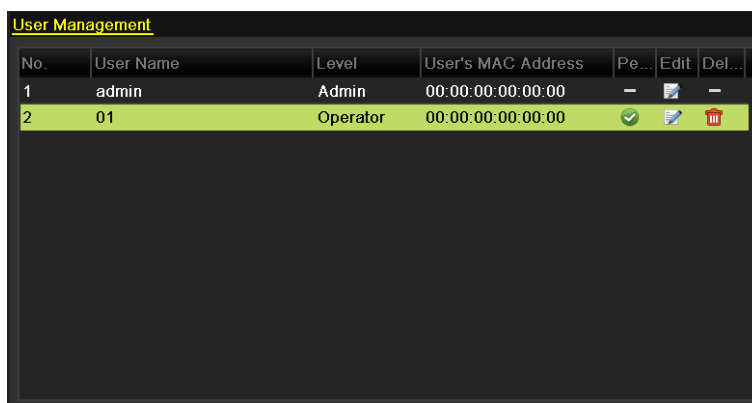 User Management
No. User Name Level User's MAC Address Pe... Edit Del...
1 admin Admin 00:00:00:00:00:00 – –
2 01 Operator 00:00:00:00:00:00